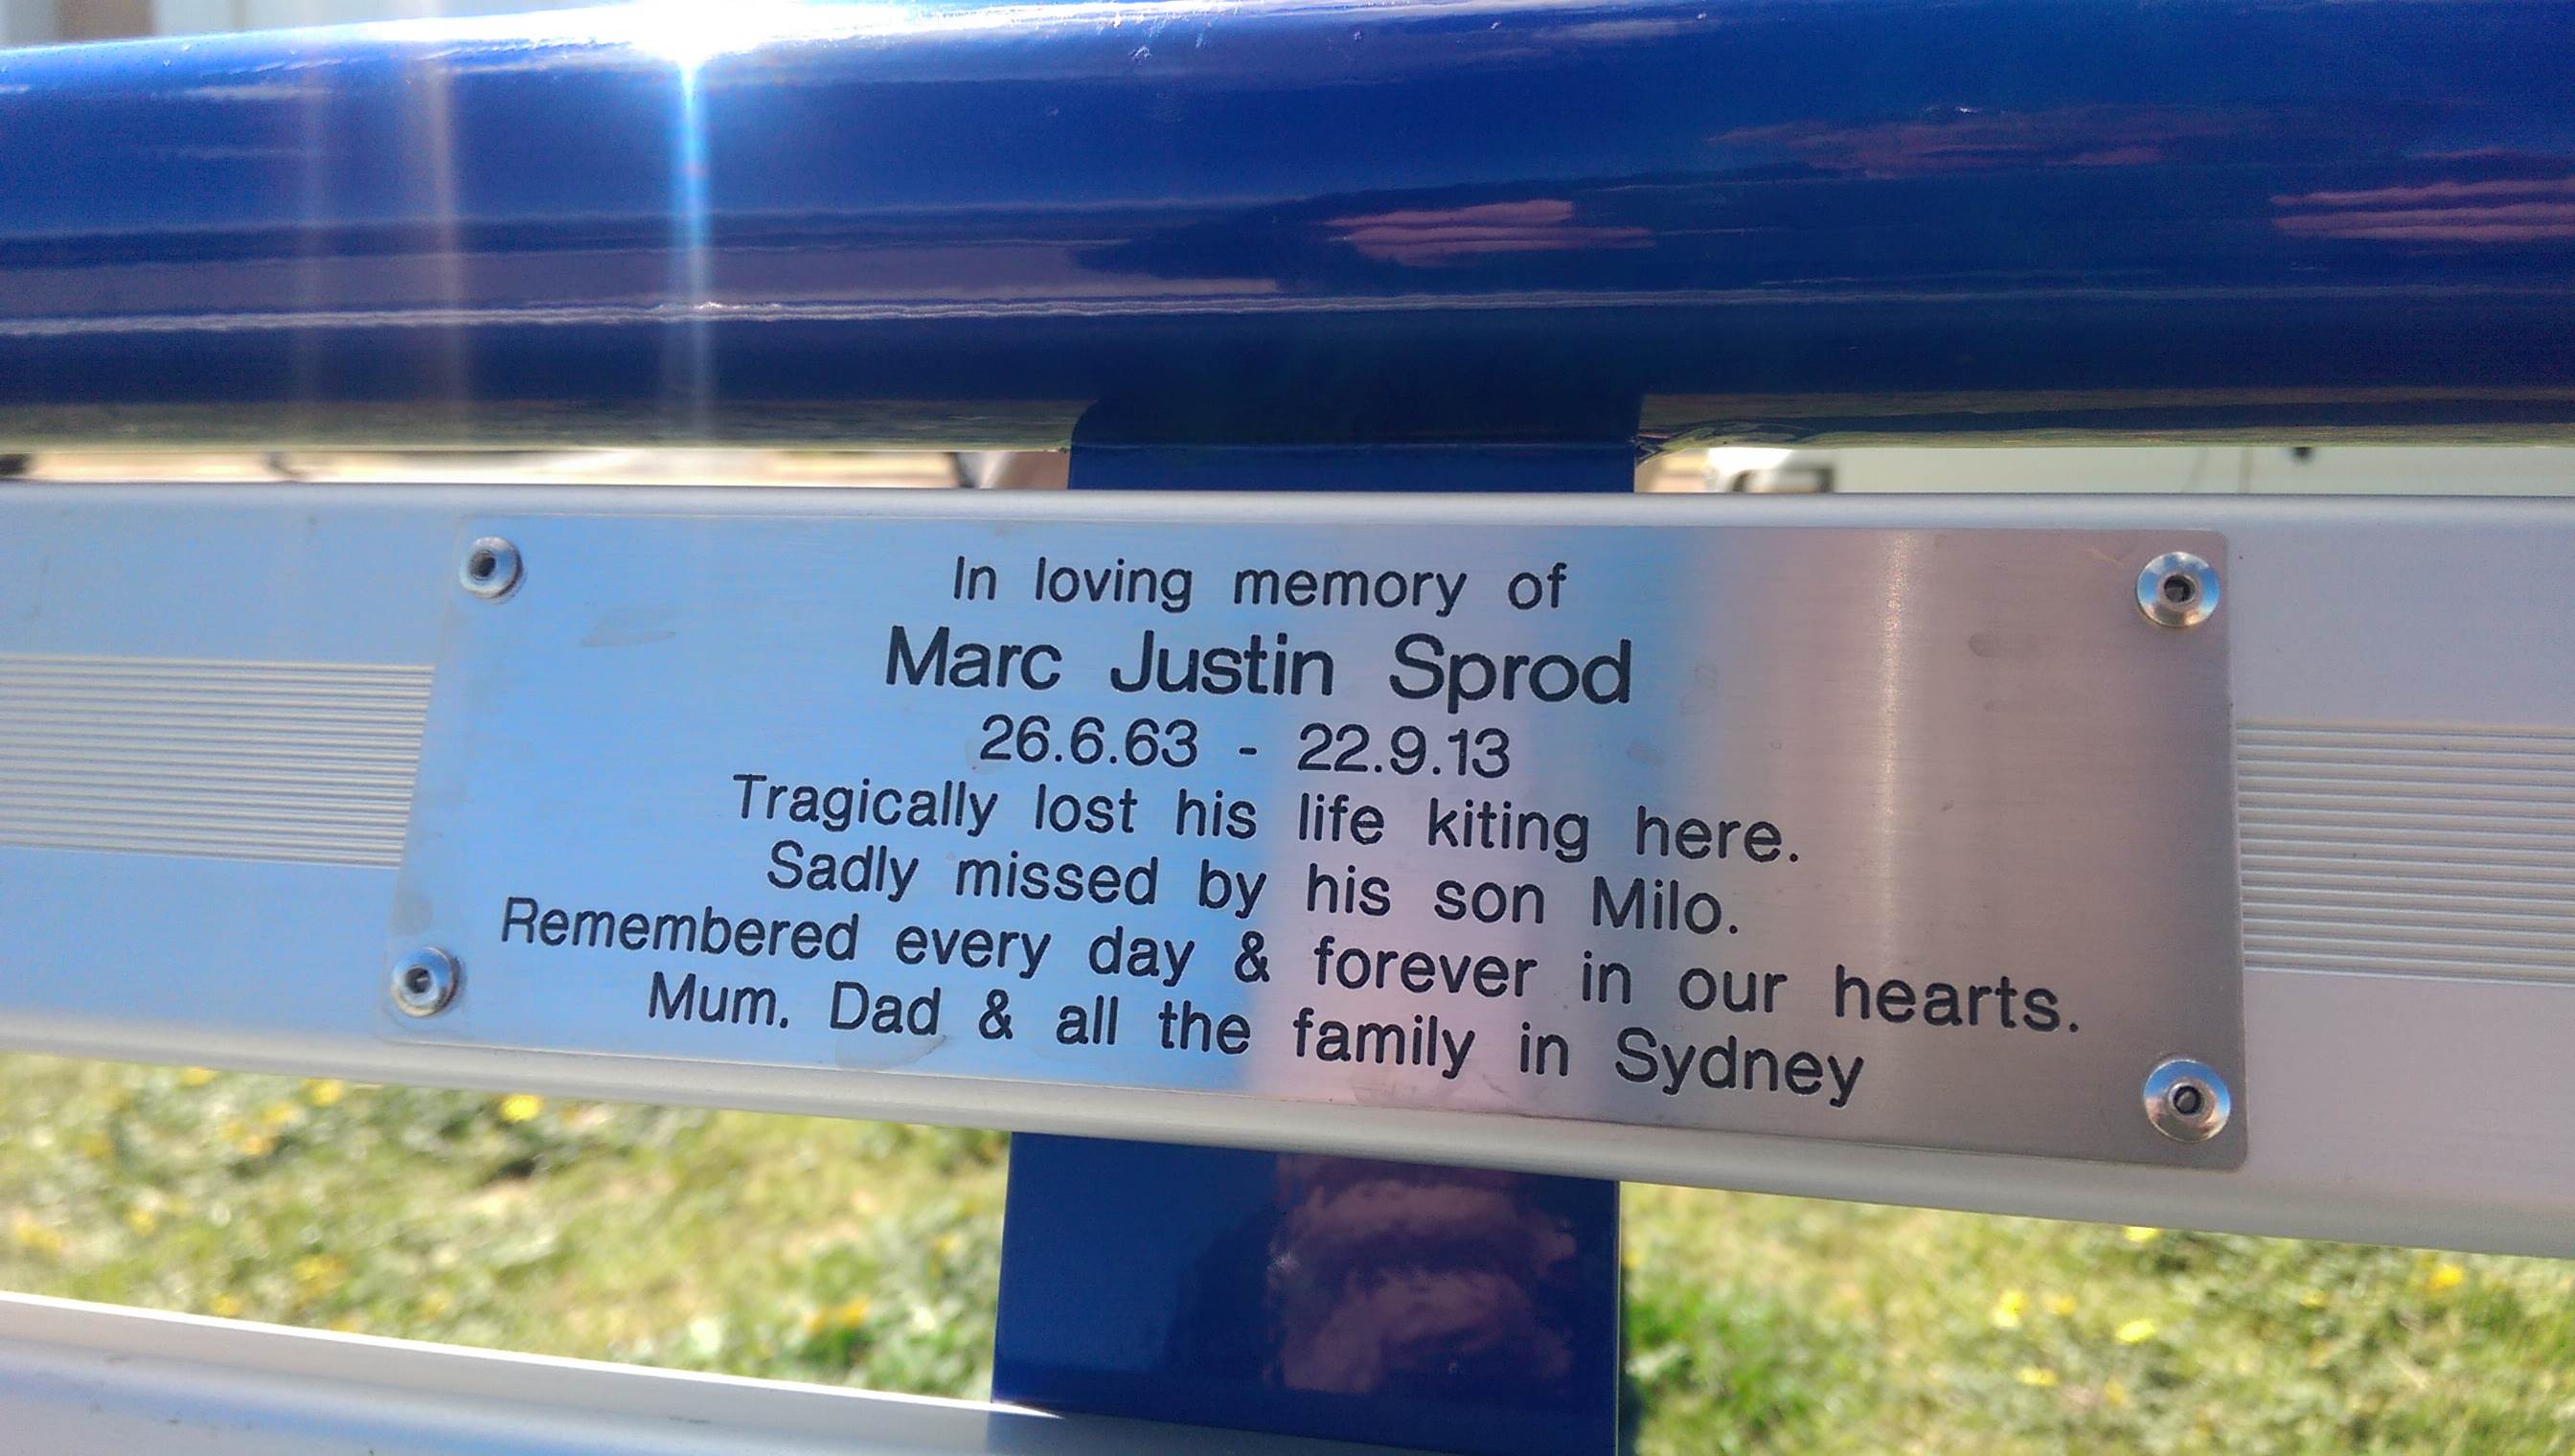 In loving memory of
Marc Justin Sprod
26.6.63 - 22.9.13
Tragically lost his life kiting here.
Sadly missed by his son Milo.
Remembered every day & forever in our hearts.
Mum. Dad & all the family in Sydney